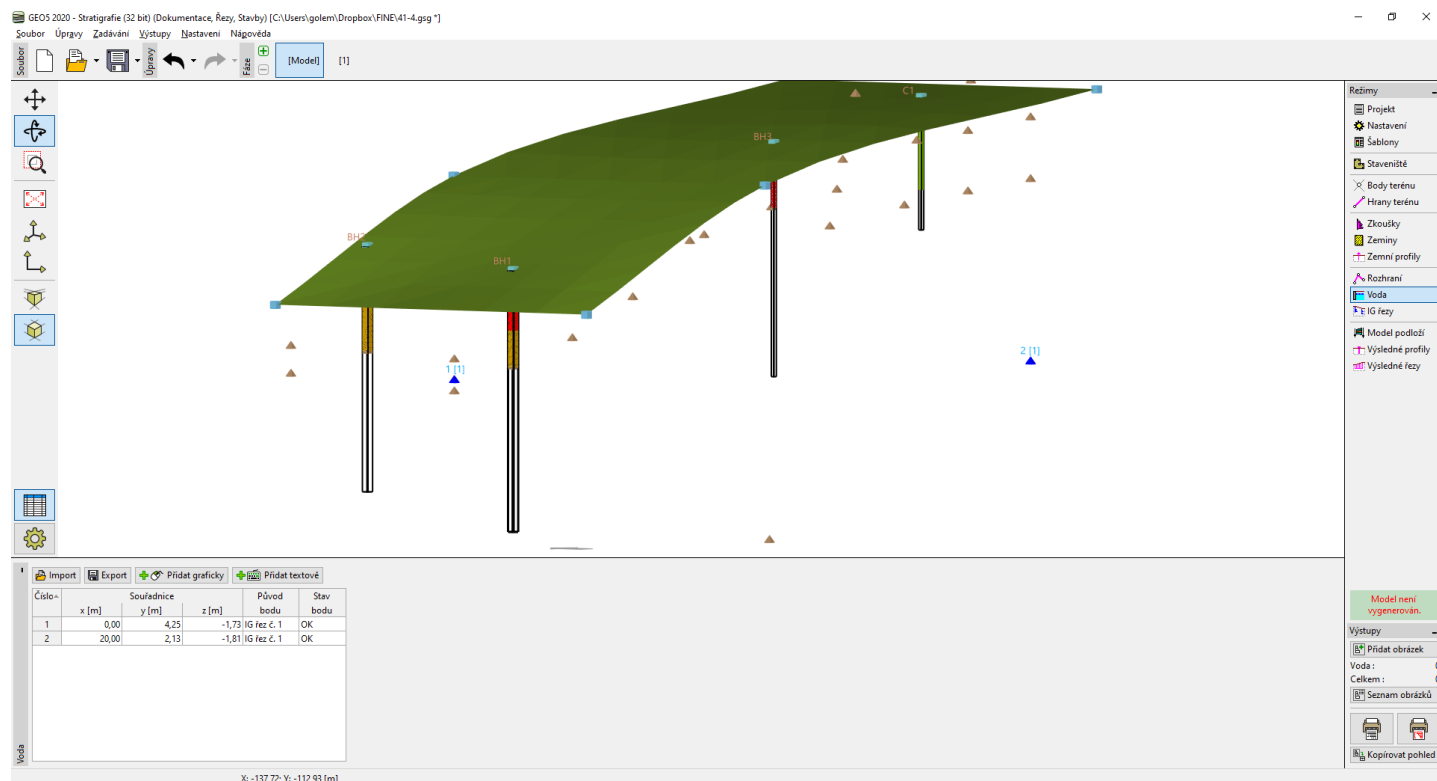 GEO5 2020 - Stratigrafie (32 bit) (Dokumentace, Řezy, Stavby) [C:\Users\golem\Dropbox\FINE\41-4.gsg *]
Soubor Úpravy Zadávání Výstupy Nastavení Nápověda
Soubor
Úpravy
Fáze
[Model] [1]
C1
BH3
BH2
BH1
1 [1]
2 [1]
Režimy
Projekt
Nastavení
Šablony
Staveniště
Body terénu
Hrany terénu
Zkoušky
Zeminy
Zemní profily
Rozhraní
Voda
IG řezy
Model podloží
Výsledné profily
Výsledné řezy
Model není
vygenerován.
Výstupy
Přidat obrázek
Voda :
Celkem :
Seznam obrázků
Kopírovat pohled
Import Export Přidat graficky Přidat textově
Číslo Souřadnice Původ Stav
x [m] y [m] z [m] bodu bodu
1 0,00 4,25 -1,73 IG řez č. 1 OK
2 20,00 2,13 -1,81 IG řez č. 1 OK
Voda
X: -137,72; Y: -112,93 [m]